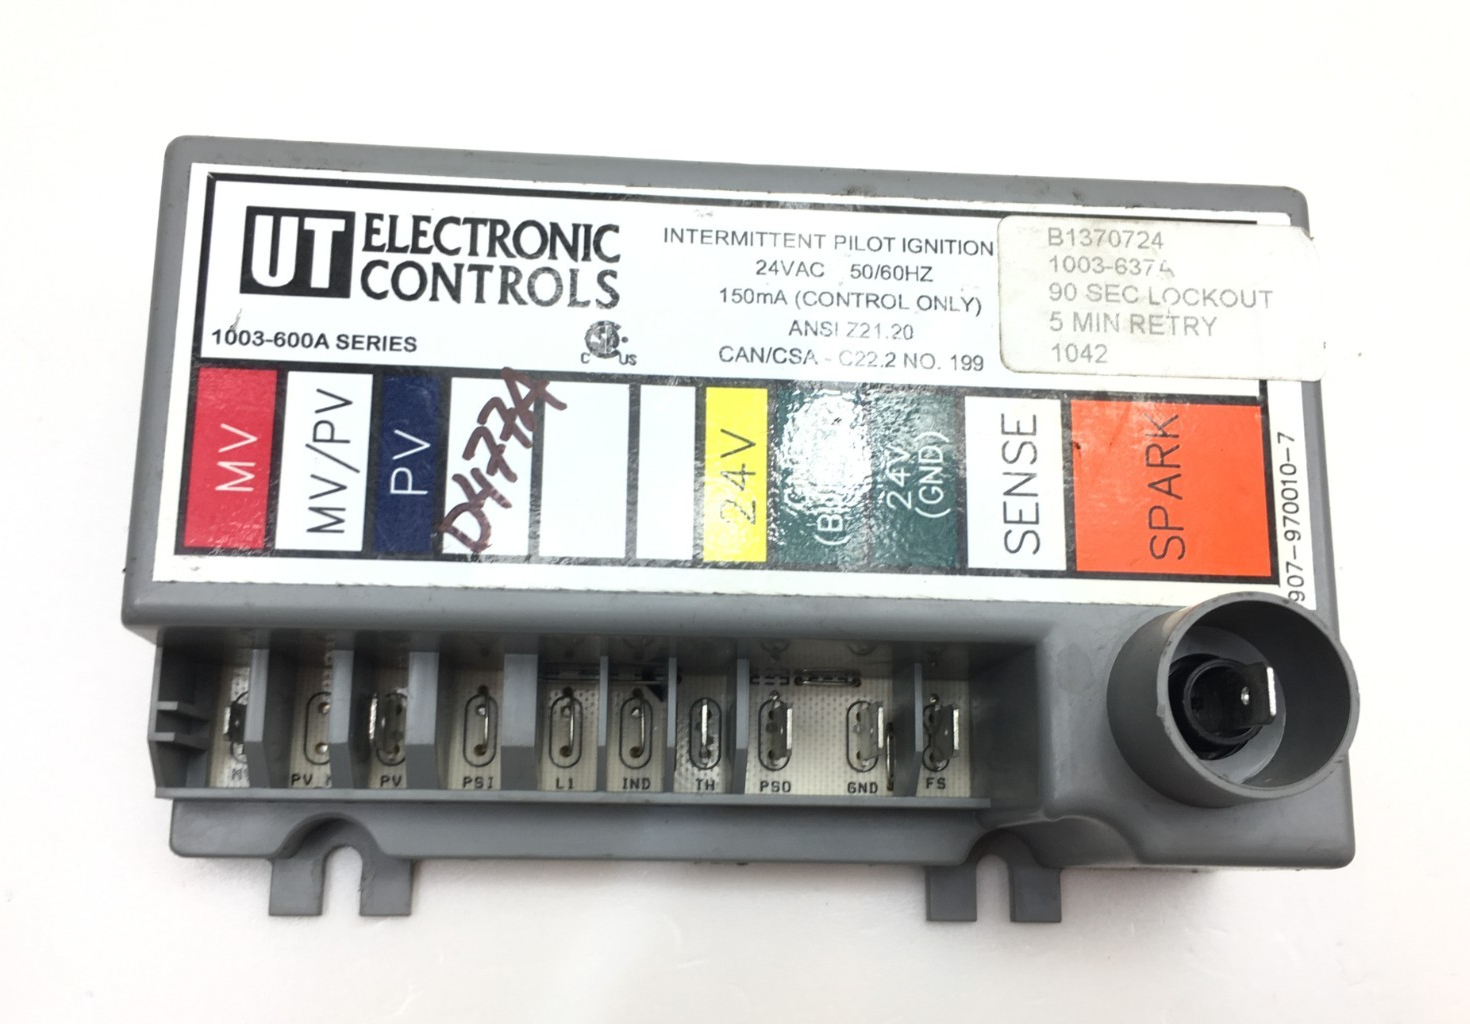 UT ELECTRONIC
CONTROLS
1003-600A SERIES
C US
INTERMITTENT PILOT IGNITION
24VAC 50/60HZ
150mA (CONTROL ONLY)
ANSI Z21.20
CAN/CSA - C22.2 NO. 199
B1370724
1003-637A
90 SEC LOCKOUT
5 MIN RETRY
1042
MV
MV/PV
PV
D477A
24V
24V
(GND)
SENSE
SPARK
907-970010-7
PV
PSI
L1
IND
TH
PSO
GND
FS